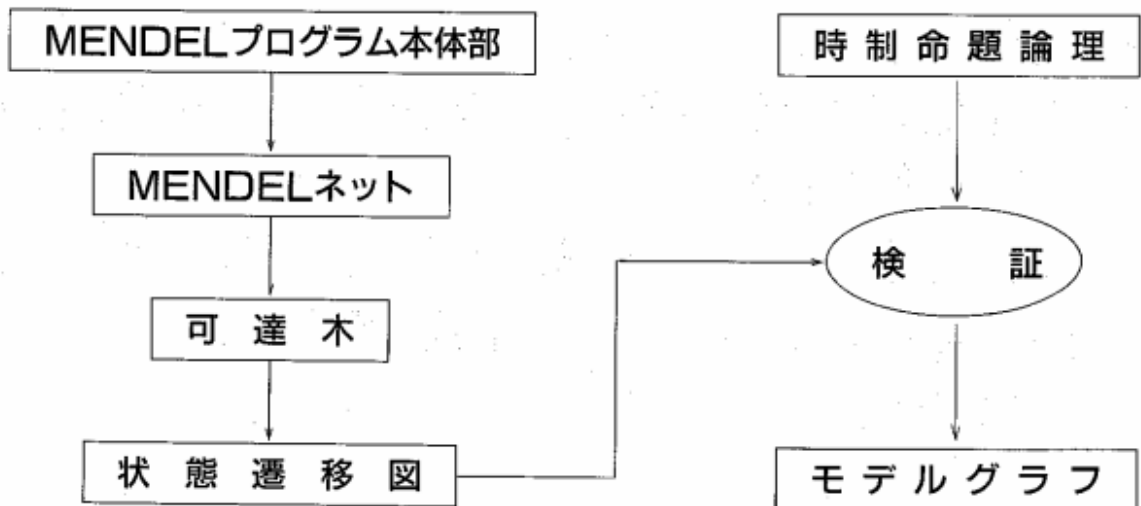 MENDELプログラム本体部
MENDELネット
可達木
状態遷移図
時制命題論理
検証
モデルグラフ